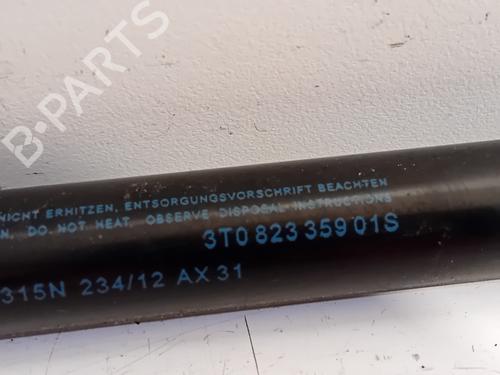 B-PARTS
NICHT ERHITZEN, ENTSORGUNGSVORSCHRIFT BEACHTEN
DO NOT HEAT. OBSERVE DISPOSAL INSTRUCTIONS
3T0 823 359 01S
315N 234/12 AX 31